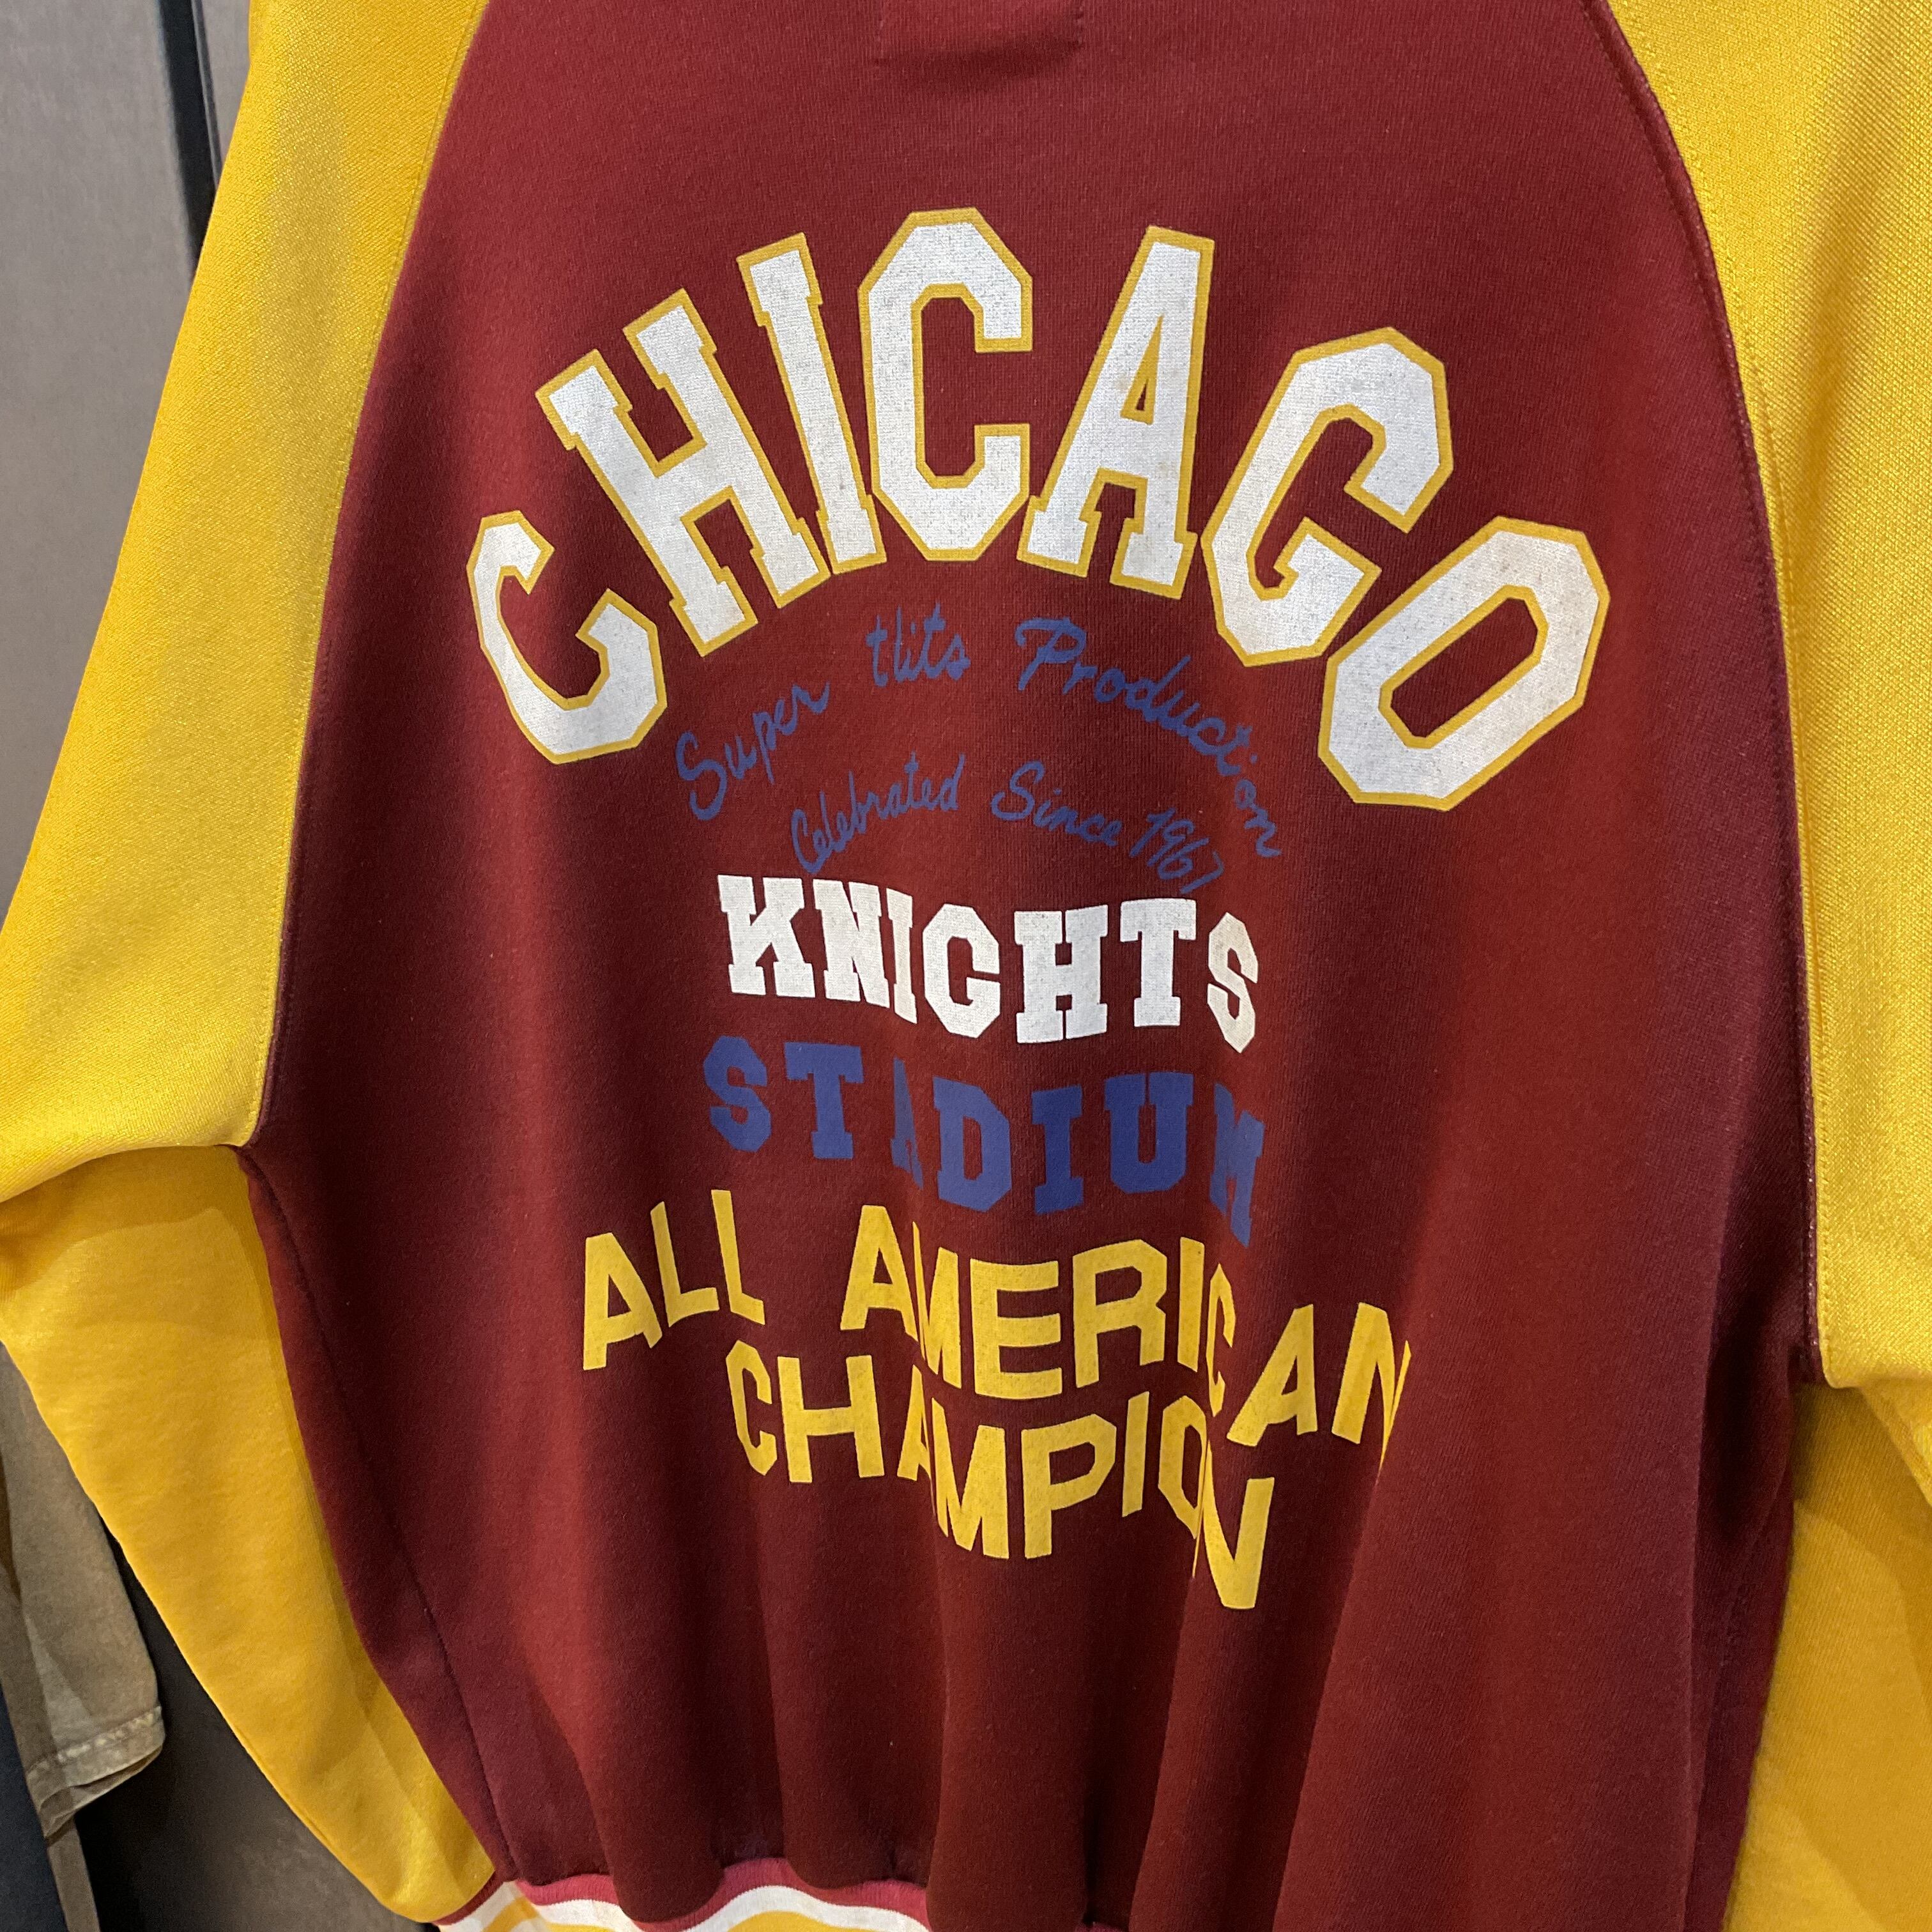 CHICAGO
Super Hits Production
Celebrated Since 1967
KNIGHTS
STADIUM
ALL AMERICAN
CHAMPION